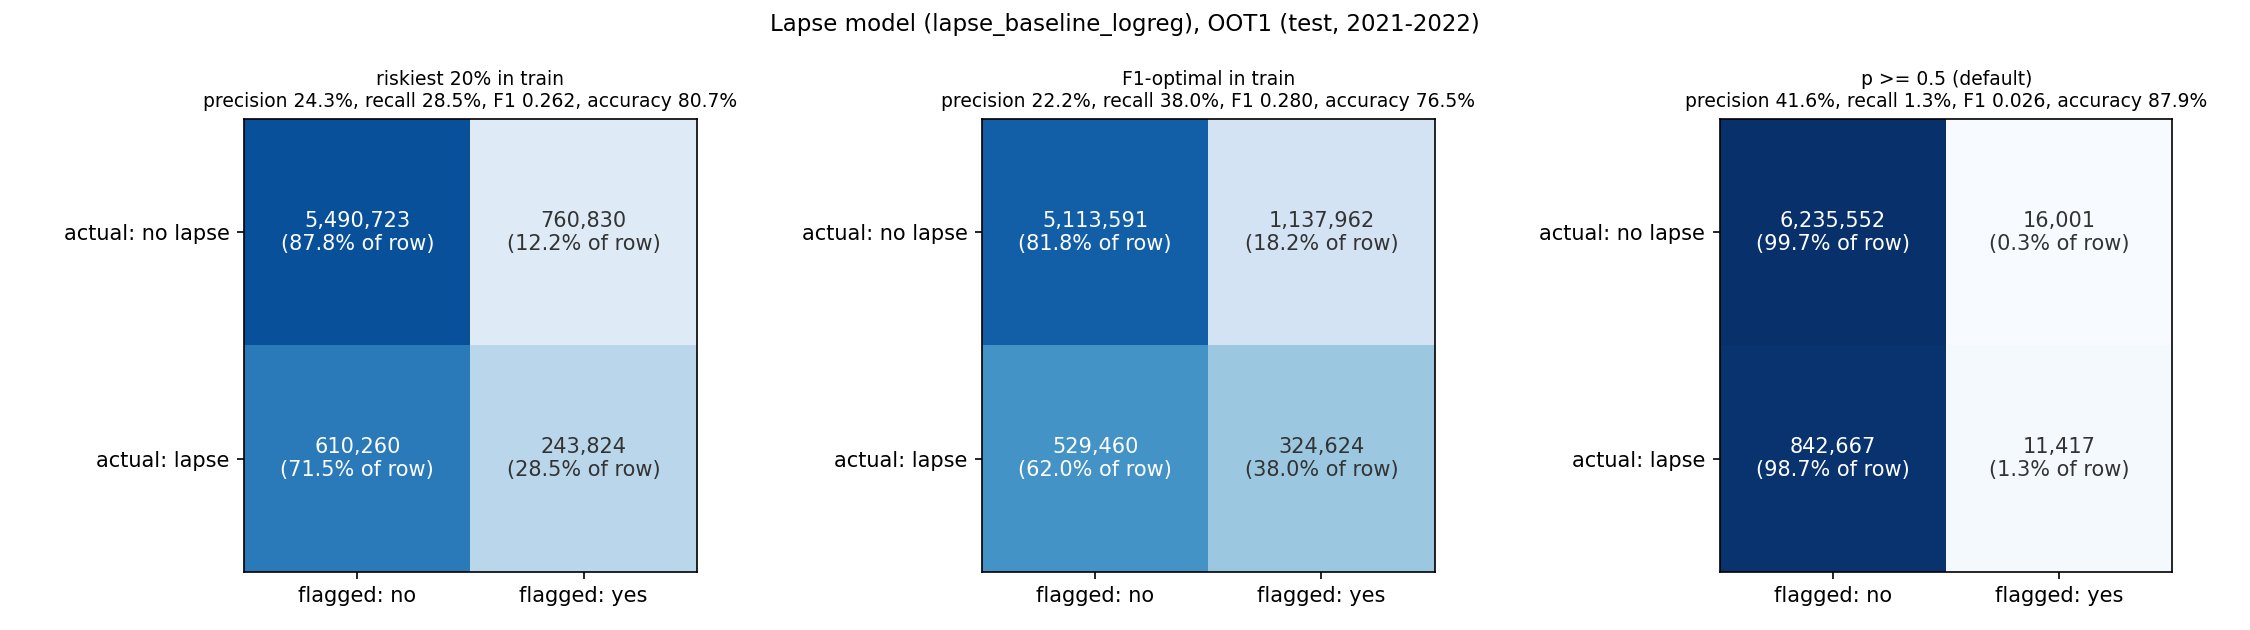 Lapse model (lapse_baseline_logreg), OOT1 (test, 2021-2022)
riskiest 20% in train
precision 24.3%, recall 28.5%, F1 0.262, accuracy 80.7%
actual: no lapse
5,490,723
(87.8% of row)
760,830
(12.2% of row)
actual: lapse
610,260
(71.5% of row)
243,824
(28.5% of row)
flagged: no
flagged: yes
F1-optimal in train
precision 22.2%, recall 38.0%, F1 0.280, accuracy 76.5%
actual: no lapse
5,113,591
(81.8% of row)
1,137,962
(18.2% of row)
actual: lapse
529,460
(62.0% of row)
324,624
(38.0% of row)
flagged: no
flagged: yes
p >= 0.5 (default)
precision 41.6%, recall 1.3%, F1 0.026, accuracy 87.9%
actual: no lapse
6,235,552
(99.7% of row)
16,001
(0.3% of row)
actual: lapse
842,667
(98.7% of row)
11,417
(1.3% of row)
flagged: no
flagged: yes